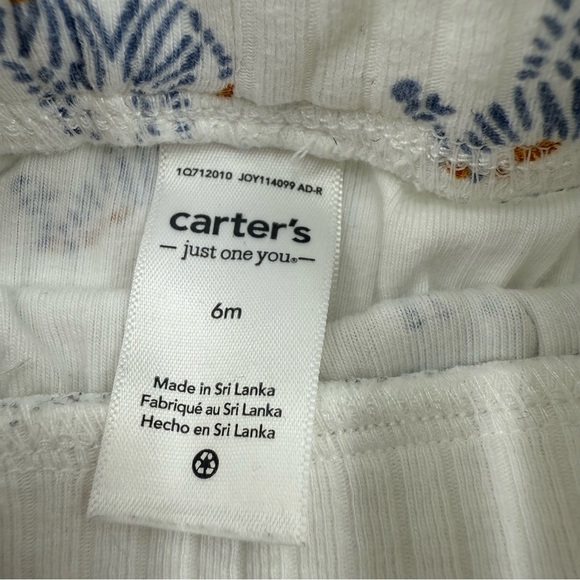 1Q712010 JOY114099 AD-R
carter's
just one you®
6m
Made in Sri Lanka
Fabriqué au Sri Lanka
Hecho en Sri Lanka